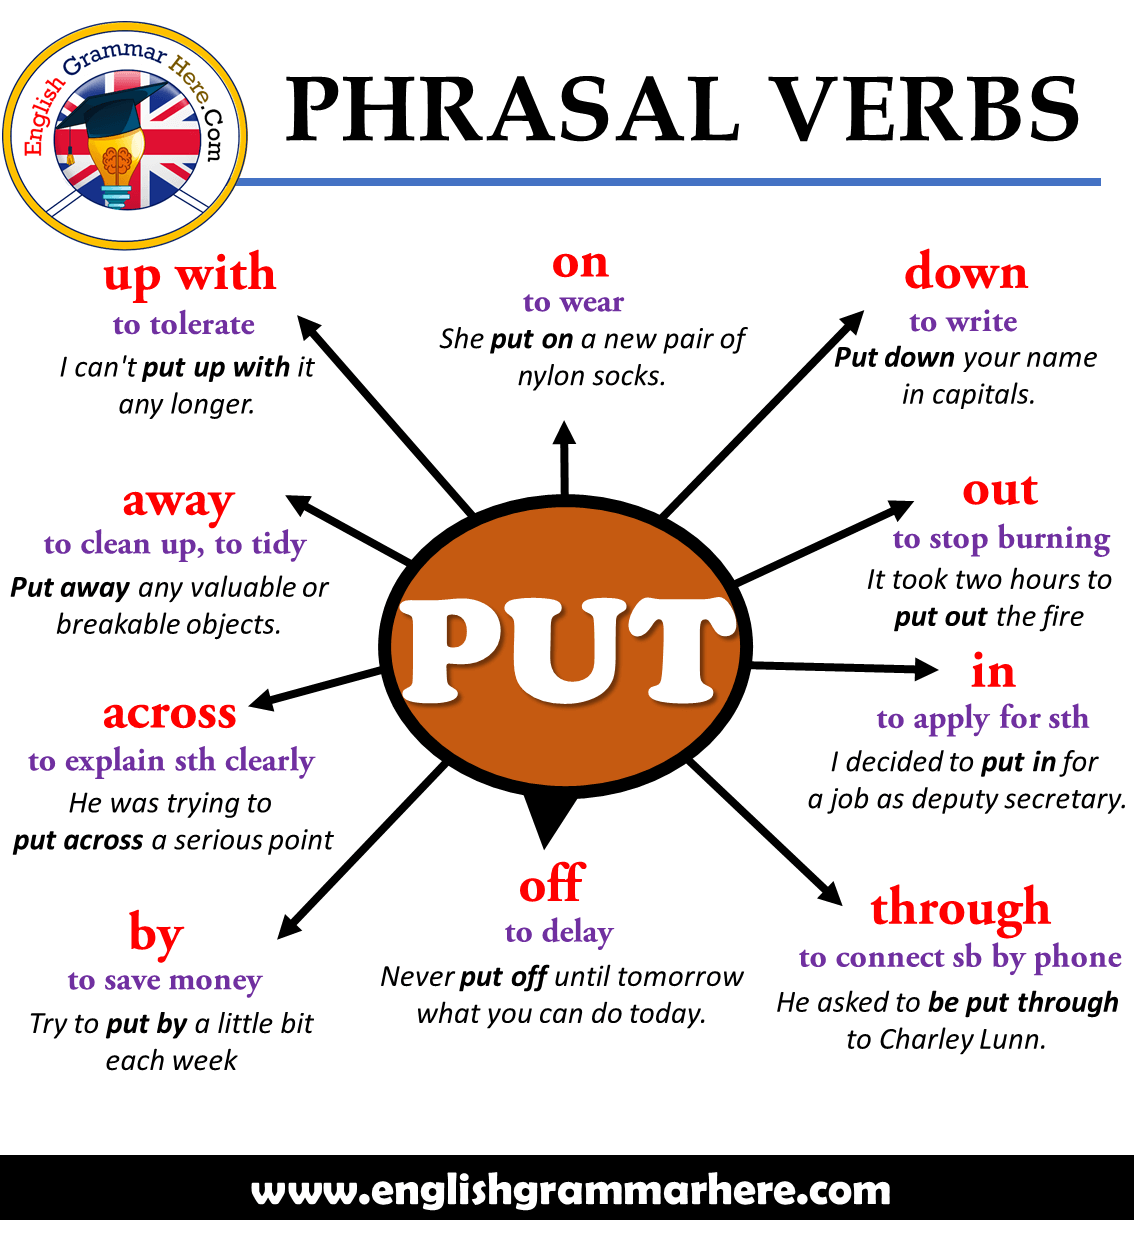 English Grammar Here.Com
PHRASAL VERBS
up with
to tolerate
I can't put up with it
any longer.
on
to wear
She put on a new pair of
nylon socks.
down
to write
Put down your name
in capitals.
away
to clean up, to tidy
Put away any valuable or
breakable objects.
out
to stop burning
It took two hours to
put out the fire
PUT
across
to explain sth clearly
He was trying to
put across a serious point
in
to apply for sth
I decided to put in for
a job as deputy secretary.
by
to save money
Try to put by a little bit
each week
off
to delay
Never put off until tomorrow
what you can do today.
through
to connect sb by phone
He asked to be put through
to Charley Lunn.
www.englishgrammarhere.com